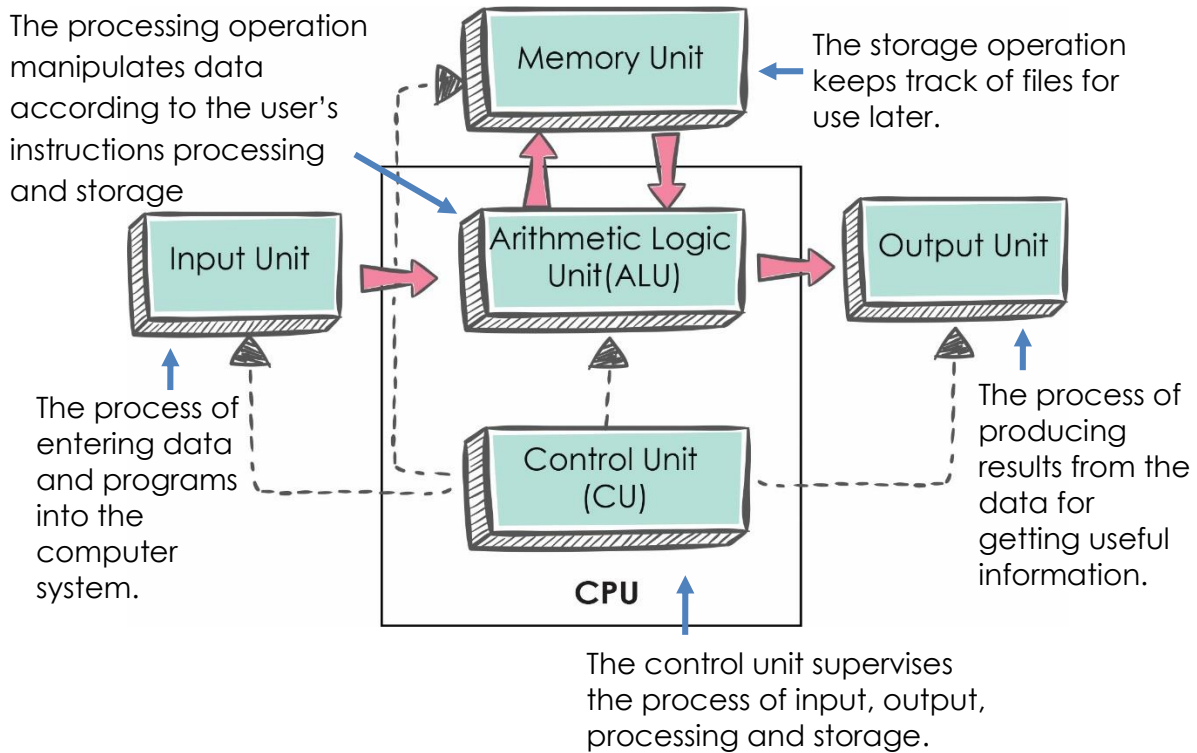 The processing operation
manipulates data
according to the user's
instructions processing
and storage
Memory Unit
The storage operation
keeps track of files for
use later.
Input Unit
Arithmetic Logic
Unit(ALU)
Output Unit
The process of
entering data
and programs
into the
computer
system.
Control Unit
(CU)
CPU
The process of
producing
results from the
data for
getting useful
information.
The control unit supervises
the process of input, output,
processing and storage.